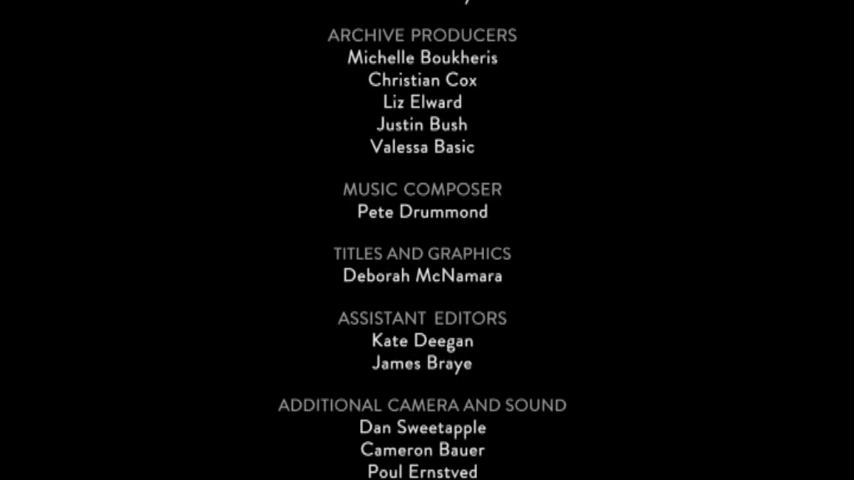 ARCHIVE PRODUCERS
Michelle Boukheris
Christian Cox
Liz Elward
Justin Bush
Valessa Basic
MUSIC COMPOSER
Pete Drummond
TITLES AND GRAPHICS
Deborah McNamara
ASSISTANT EDITORS
Kate Deegan
James Braye
ADDITIONAL CAMERA AND SOUND
Dan Sweetapple
Cameron Bauer
Poul Ernstved